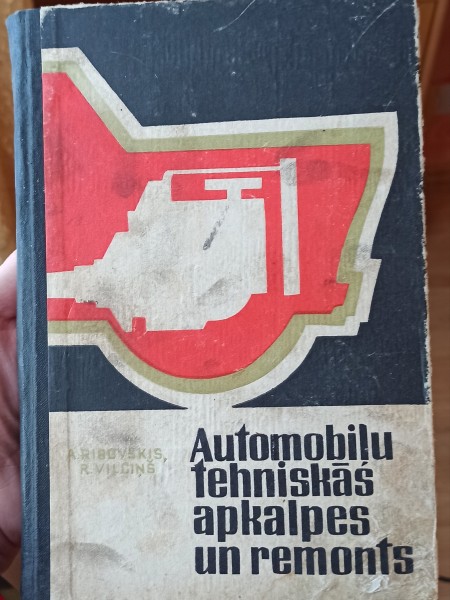 A. RIBOVSKIS,
R. VILCIŅŠ
Automobiļu
tehniskās
apkalpes
un remonts